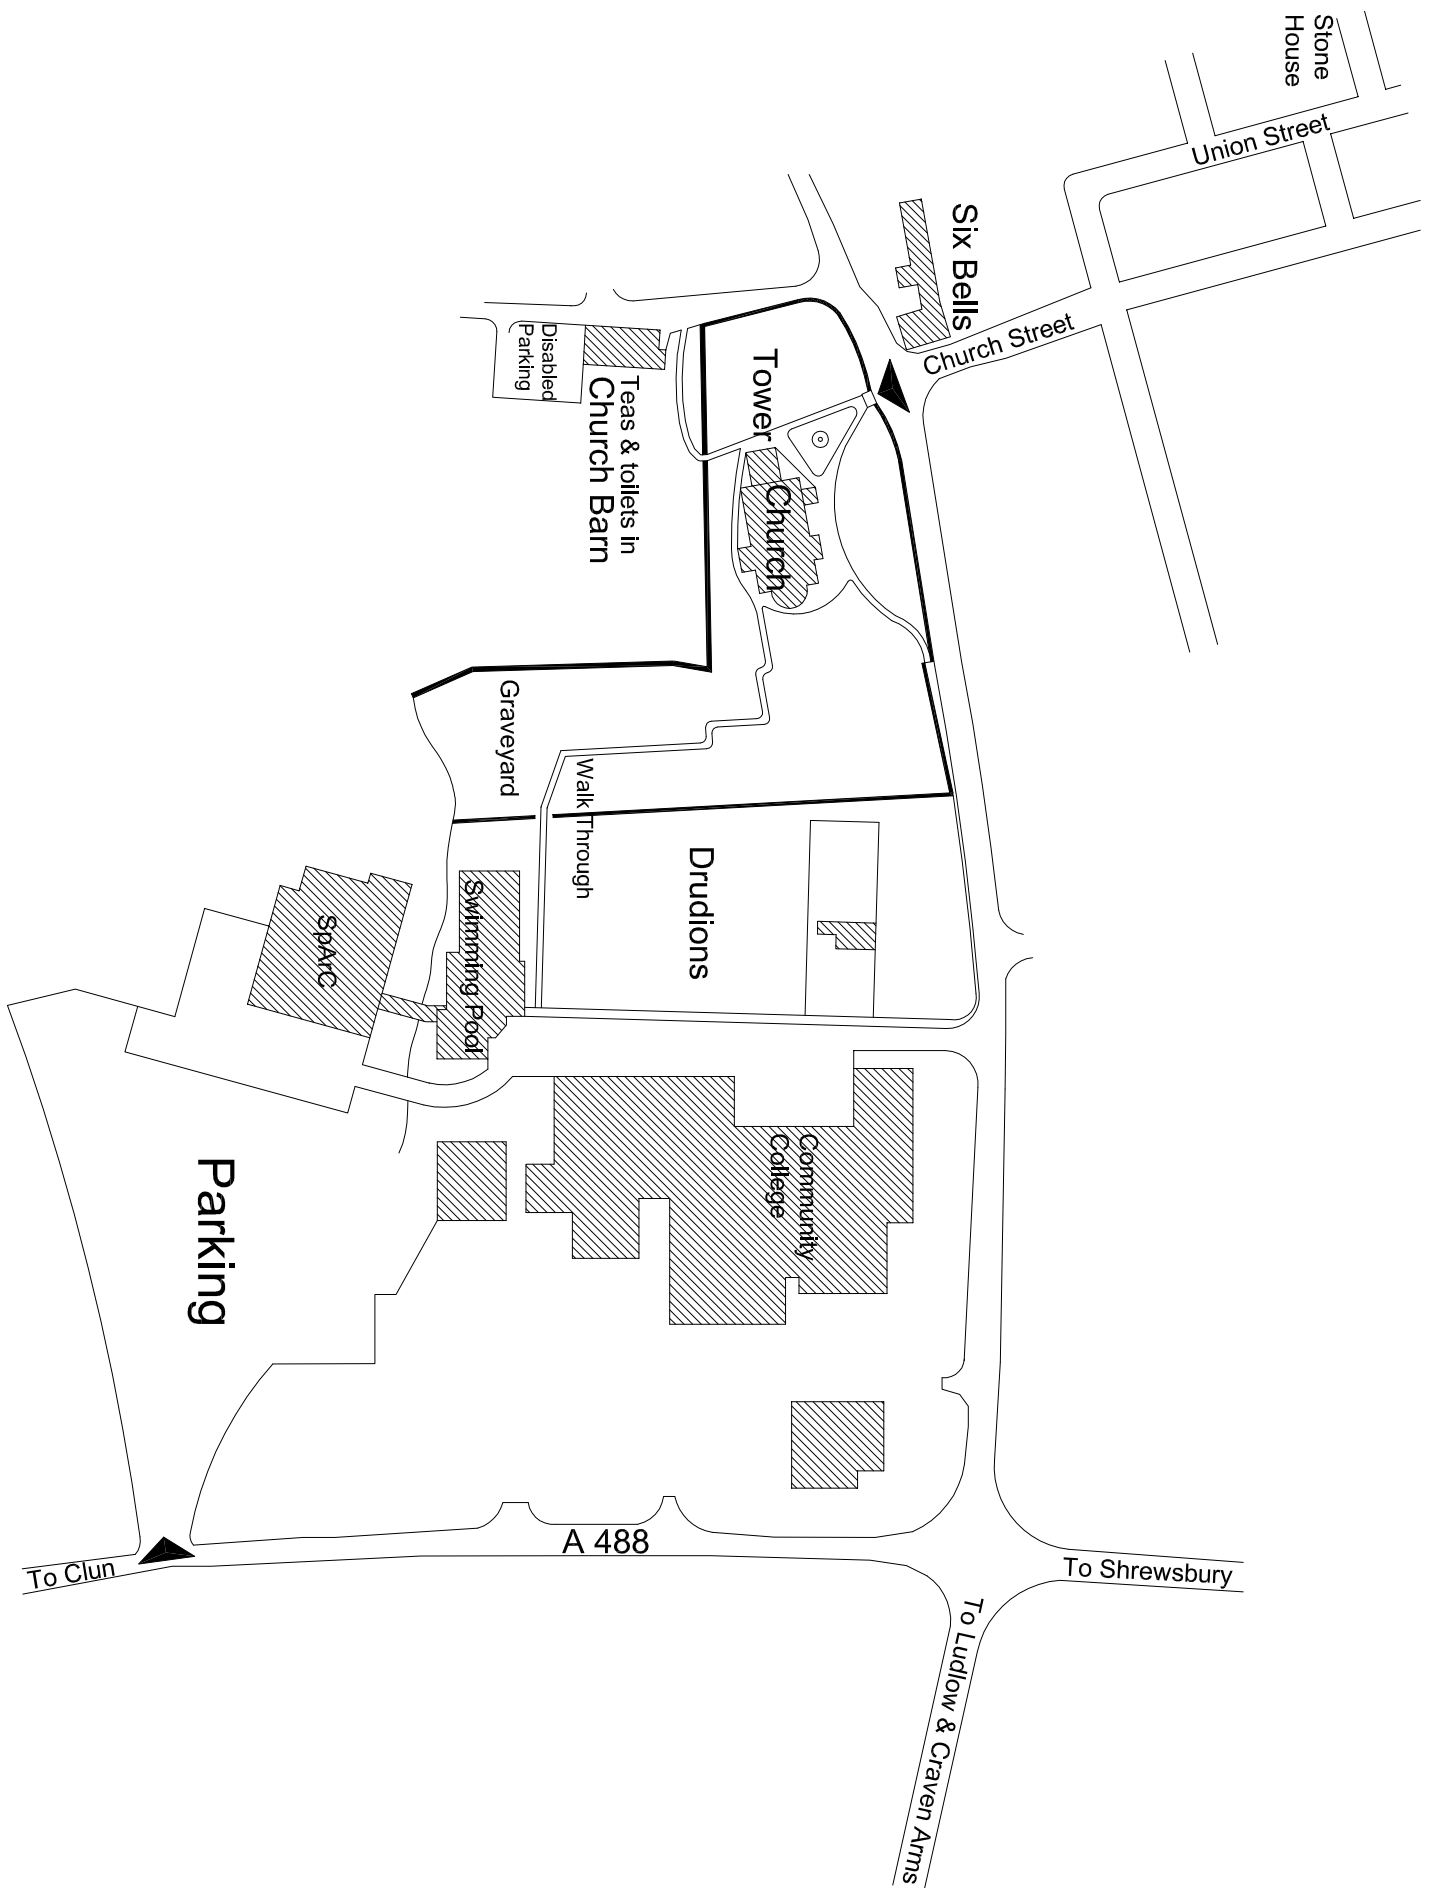 Stone
House
Union Street
Six Bells
Church Street
Tower
Church
Disabled
Parking
Teas & toilets in
Church Barn
Graveyard
Walk Through
Drudions
Swimming Pool
SpArC
Community
College
Parking
A 488
To Clun
To Shrewsbury
To Ludlow & Craven Arms